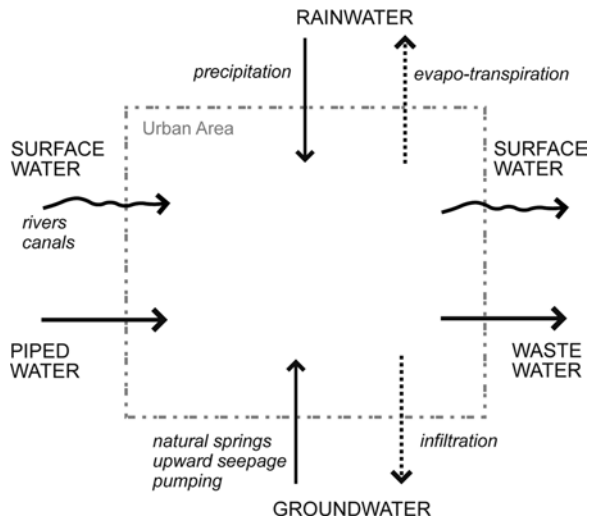 RAINWATER
precipitation
evapo-transpiration
Urban Area
SURFACE
WATER
rivers
canals
SURFACE
WATER
PIPED
WATER
WASTE
WATER
natural springs
upward seepage
pumping
infiltration
GROUNDWATER